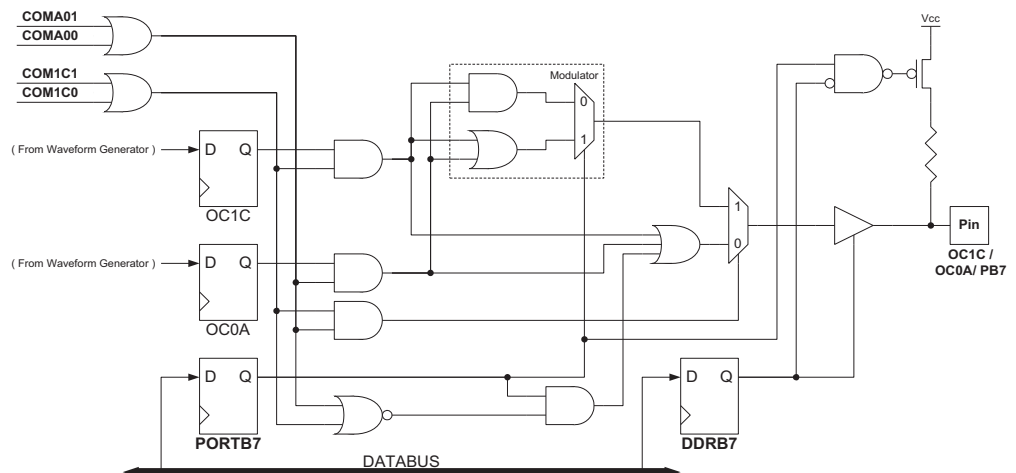 COMA01
COMA00
COM1C1
COM1C0
Vcc
Modulator
0
1
( From Waveform Generator )
D Q
OC1C
1
0
Pin
OC1C /
OC0A/ PB7
( From Waveform Generator )
D Q
OC0A
D Q
PORTB7
D Q
DDRB7
DATABUS